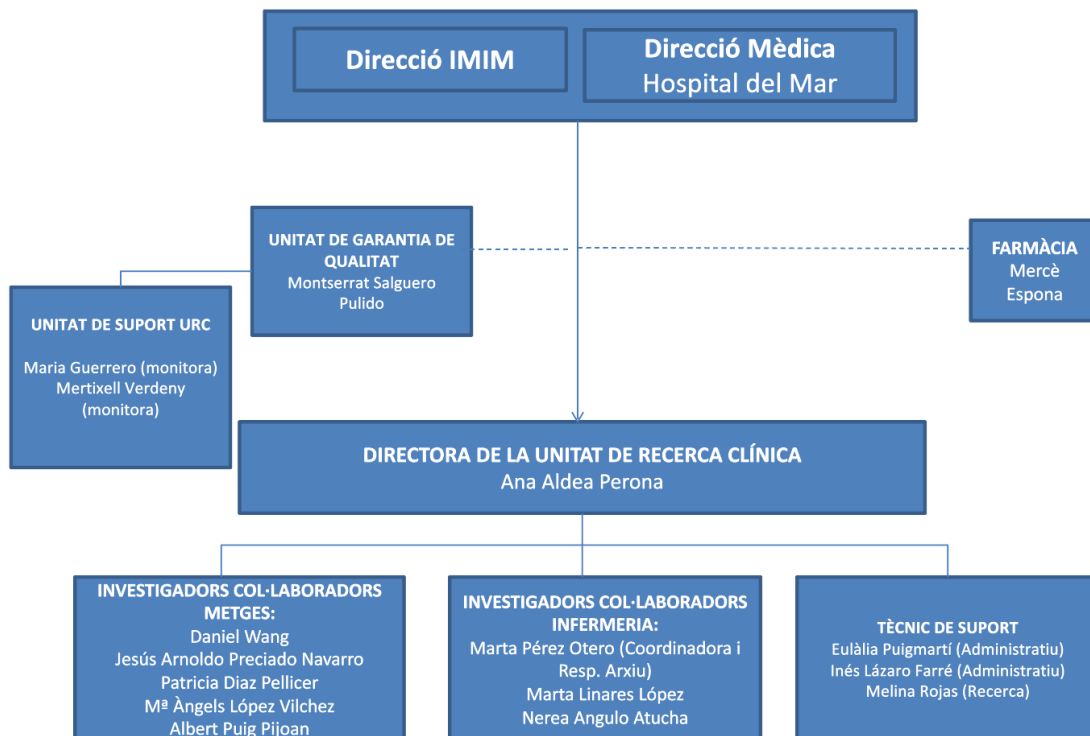 Direcció IMIM
Direcció Mèdica
Hospital del Mar
UNITAT DE GARANTIA DE
QUALITAT
Montserrat Salguero
Pulido
FARMÀCIA
Mercè
Espona
UNITAT DE SUPORT URC
Maria Guerrero (monitora)
Mertixell Verdeny
(monitora)
DIRECTORA DE LA UNITAT DE RECERCA CLÍNICA
Ana Aldea Perona
INVESTIGADORS COL·LABORADORS
METGES:
Daniel Wang
Jesús Arnoldo Preciado Navarro
Patricia Diaz Pellicer
Mª Àngels López Vilchez
Albert Puig Pijoan
INVESTIGADORS COL·LABORADORS
INFERMERIA:
Marta Pérez Otero (Coordinadora i
Resp. Arxiu)
Marta Linares López
Nerea Angulo Atucha
TÈCNIC DE SUPORT
Eulàlia Puigmartí (Administratiu)
Inés Lázaro Farré (Administratiu)
Melina Rojas (Recerca)